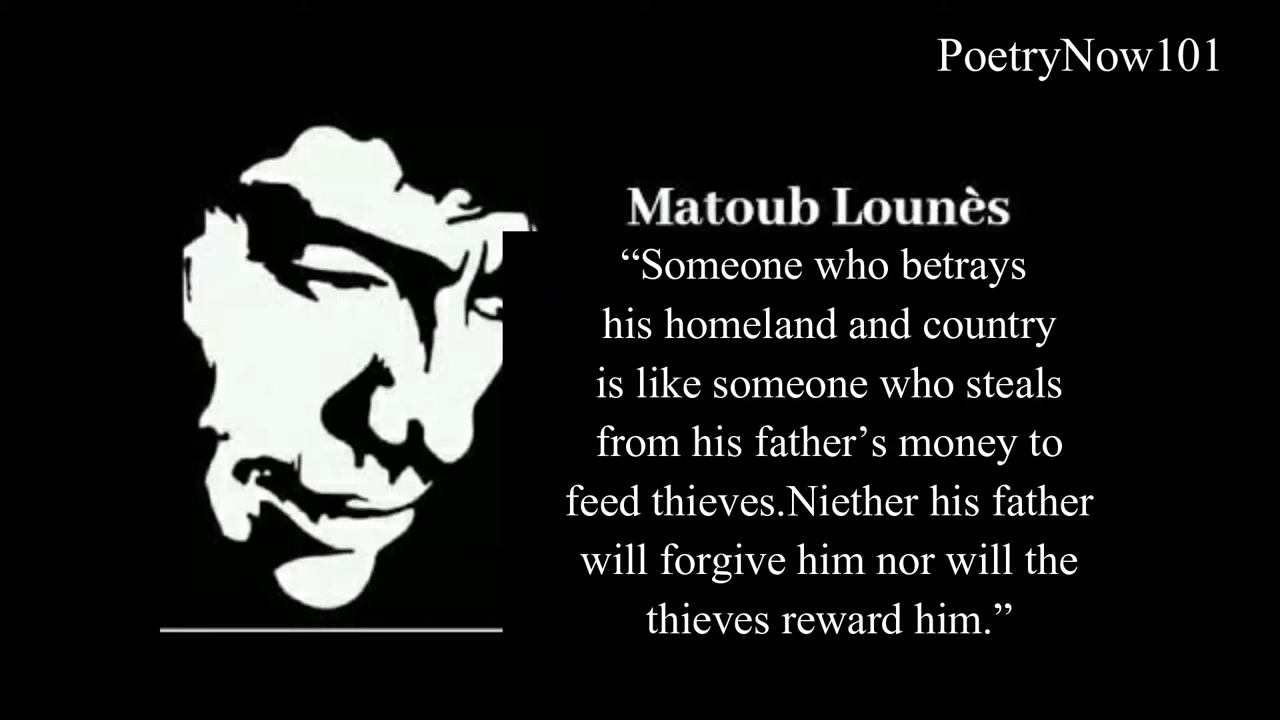 PoetryNow101
Matoub Lounès
“Someone who betrays
his homeland and country
is like someone who steals
from his father’s money to
feed thieves.Niether his father
will forgive him nor will the
thieves reward him.”